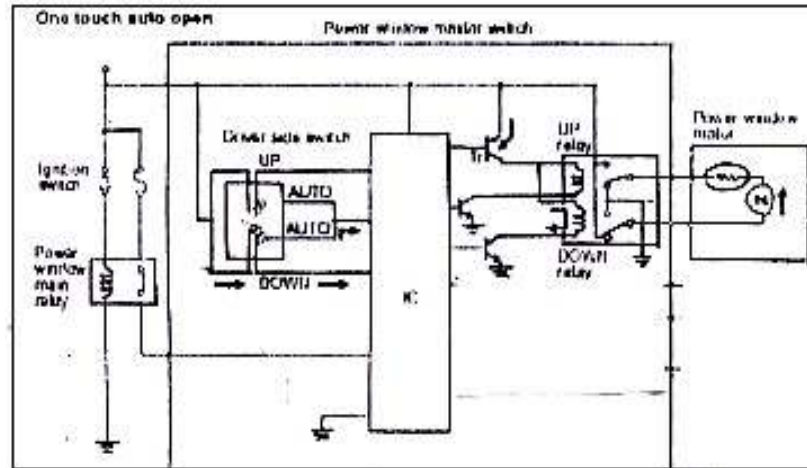 One touch auto open
Power window master switch
Driver side switch
UP
AUTO
AUTO
DOWN
Ignition
switch
Power
window
main
relay
IC
Tr
UP
relay
DOWN
relay
Power window
motor